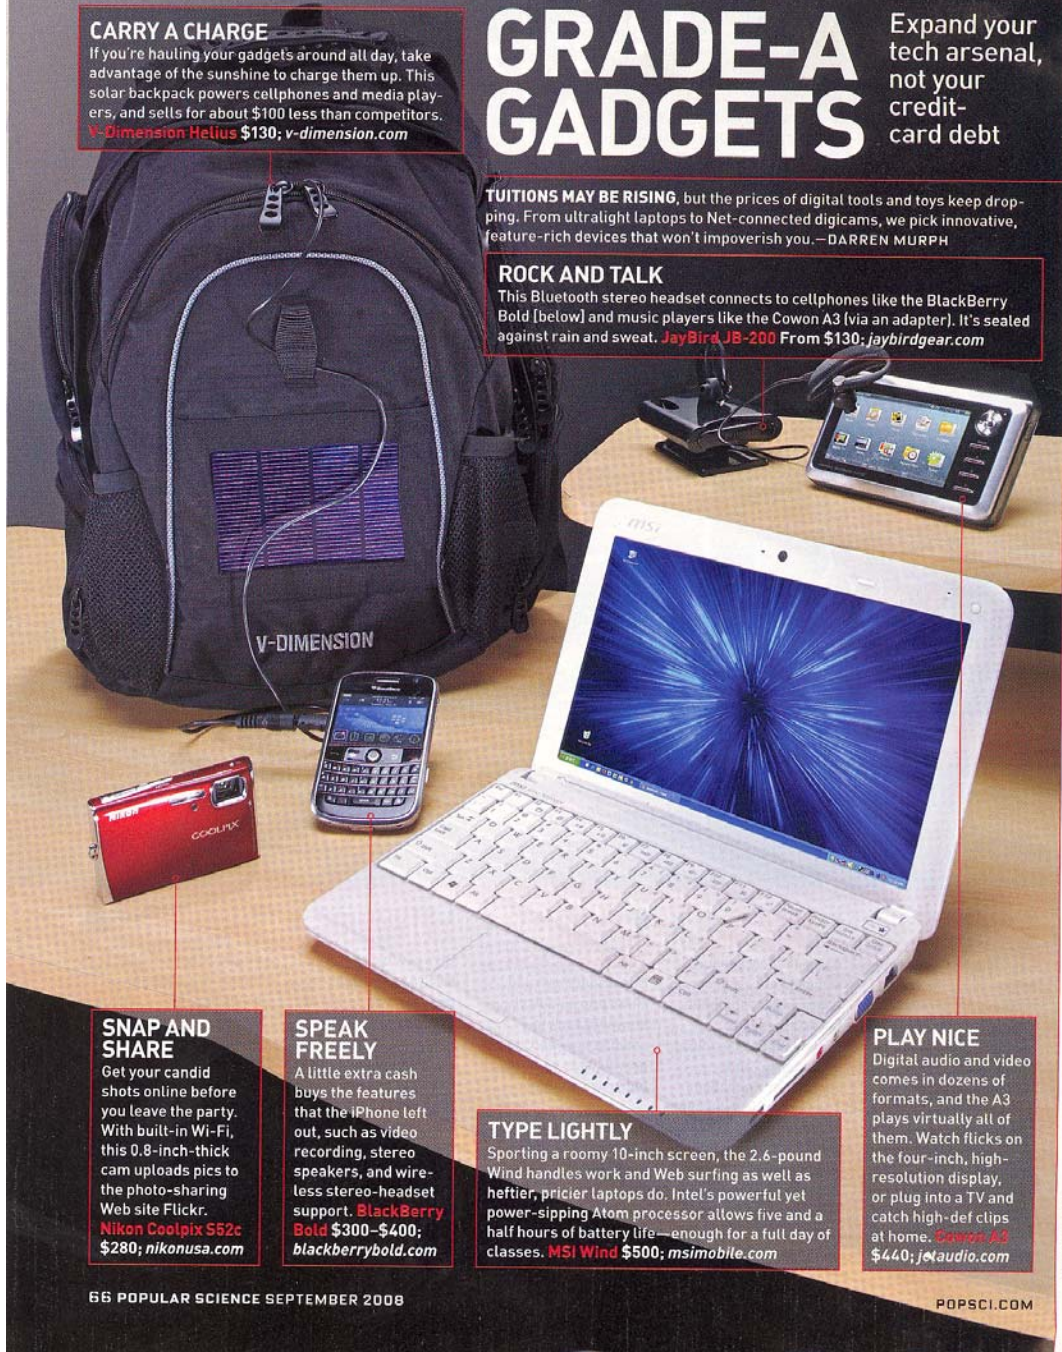 CARRY A CHARGE
If you're hauling your gadgets around all day, take
advantage of the sunshine to charge them up. This
solar backpack powers cellphones and media play-
ers, and sells for about $100 less than competitors.
V-Dimension Helius $130; v-dimension.com
GRADE-A
GADGETS
Expand your
tech arsenal,
not your
credit-
card debt
TUITIONS MAY BE RISING, but the prices of digital tools and toys keep drop-
ping. From ultralight laptops to Net-connected digicams, we pick innovative,
feature-rich devices that won't impoverish you.—DARREN MURPH
ROCK AND TALK
This Bluetooth stereo headset connects to cellphones like the BlackBerry
Bold [below] and music players like the Cowon A3 (via an adapter). It's sealed
against rain and sweat. JayBird JB-200 From $130; jaybirdgear.com
msi
V-DIMENSION
BlackBerry
Nikon
COOLPIX
SNAP AND
SHARE
Get your candid
shots online before
you leave the party.
With built-in Wi-Fi,
this 0.8-inch-thick
cam uploads pics to
the photo-sharing
Web site Flickr.
Nikon Coolpix S52c
$280; nikonusa.com
SPEAK
FREELY
A little extra cash
buys the features
that the iPhone left
out, such as video
recording, stereo
speakers, and wire-
less stereo-headset
support. BlackBerry
Bold $300–$400;
blackberrybold.com
TYPE LIGHTLY
Sporting a roomy 10-inch screen, the 2.6-pound
Wind handles work and Web surfing as well as
heftier, pricier laptops do. Intel's powerful yet
power-sipping Atom processor allows five and a
half hours of battery life—enough for a full day of
classes. MSI Wind $500; msimobile.com
PLAY NICE
Digital audio and video
comes in dozens of
formats, and the A3
plays virtually all of
them. Watch flicks on
the four-inch, high-
resolution display,
or plug into a TV and
catch high-def clips
at home. Cowon A3
$440; jetaudio.com
66 POPULAR SCIENCE SEPTEMBER 2008
POPSCI.COM